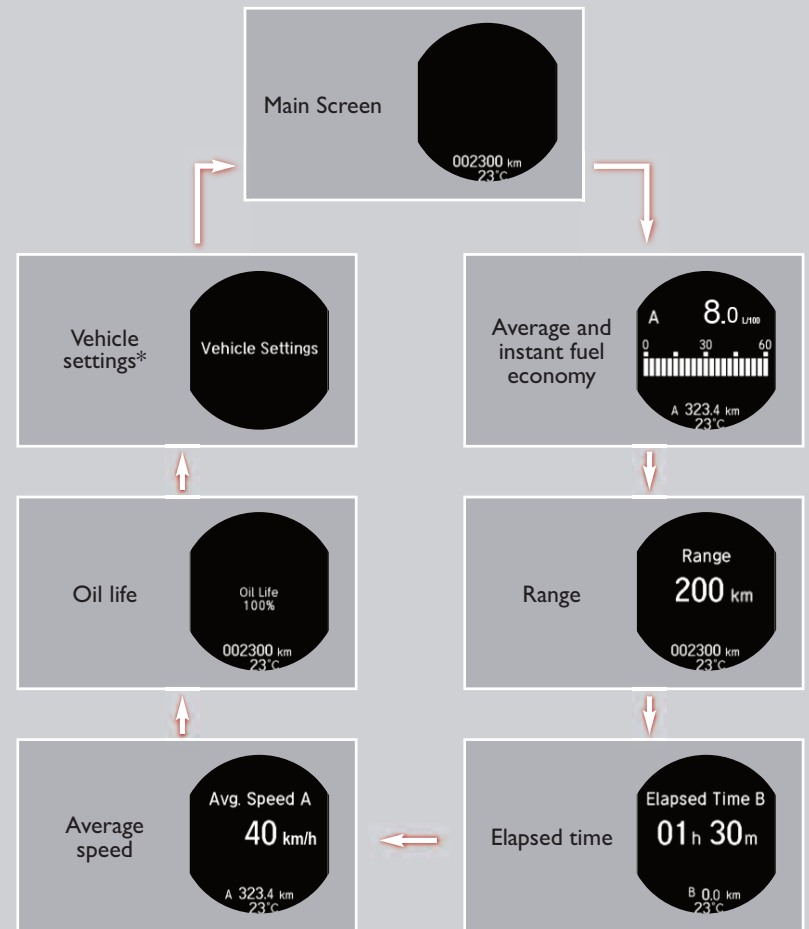 Main Screen
002300 km
23°C
Vehicle
settings*
Vehicle Settings
Average and
instant fuel
economy
A 8.0 L/100
0 30 60
A 323.4 km
23°C
Oil life
Oil Life
100%
002300 km
23°C
Range
Range
200 km
002300 km
23°C
Average
speed
Avg. Speed A
40 km/h
A 323.4 km
23°C
Elapsed time
Elapsed Time B
01h 30m
B 0.0 km
23°C